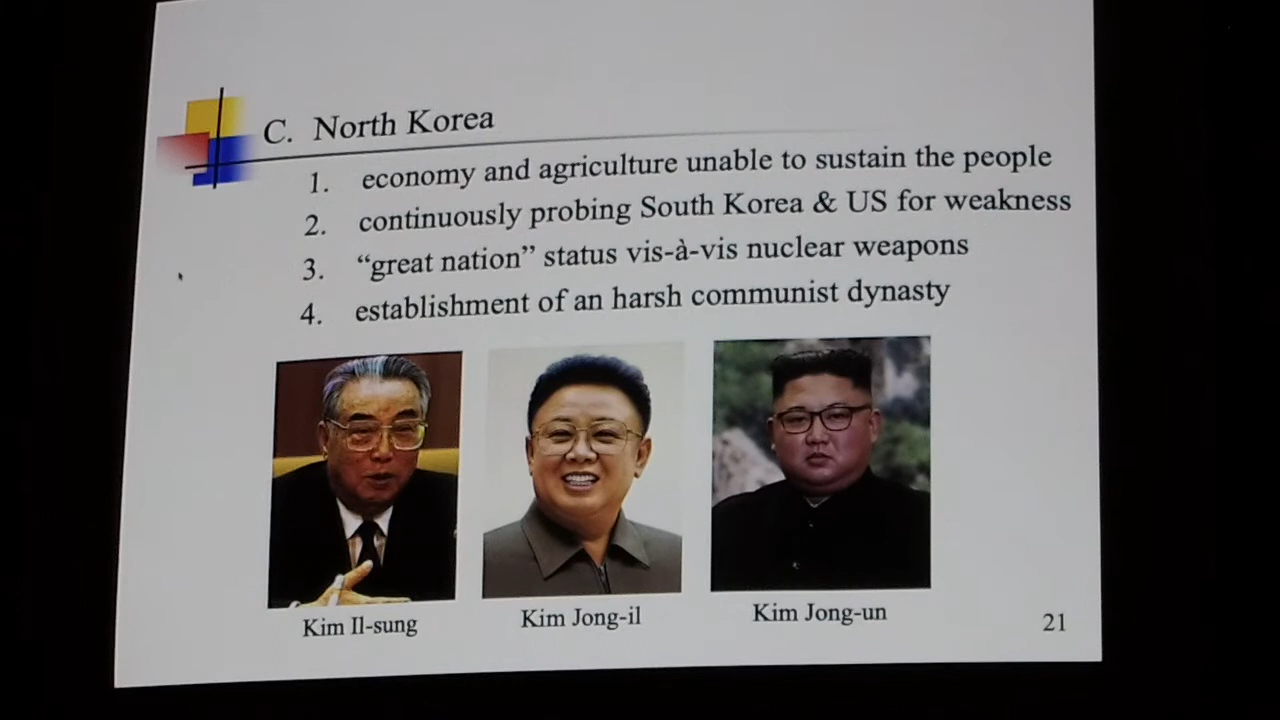 C. North Korea
1. economy and agriculture unable to sustain the people
2. continuously probing South Korea & US for weakness
3. “great nation” status vis-à-vis nuclear weapons
4. establishment of an harsh communist dynasty
Kim Il-sung
Kim Jong-il
Kim Jong-un
21